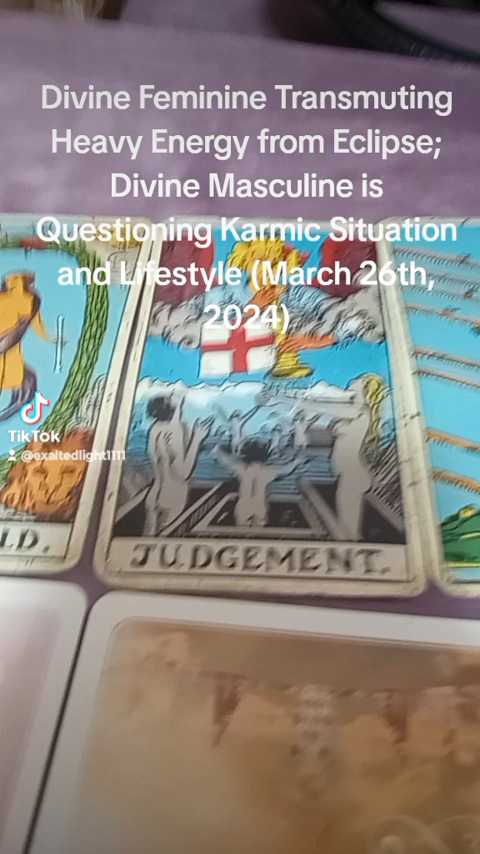 Divine Feminine Transmuting
Heavy Energy from Eclipse;
Divine Masculine is
Questioning Karmic Situation
and Lifestyle (March 26th,
2024)
TikTok
@exaltedlight1111
LD.
JUDGEMENT.